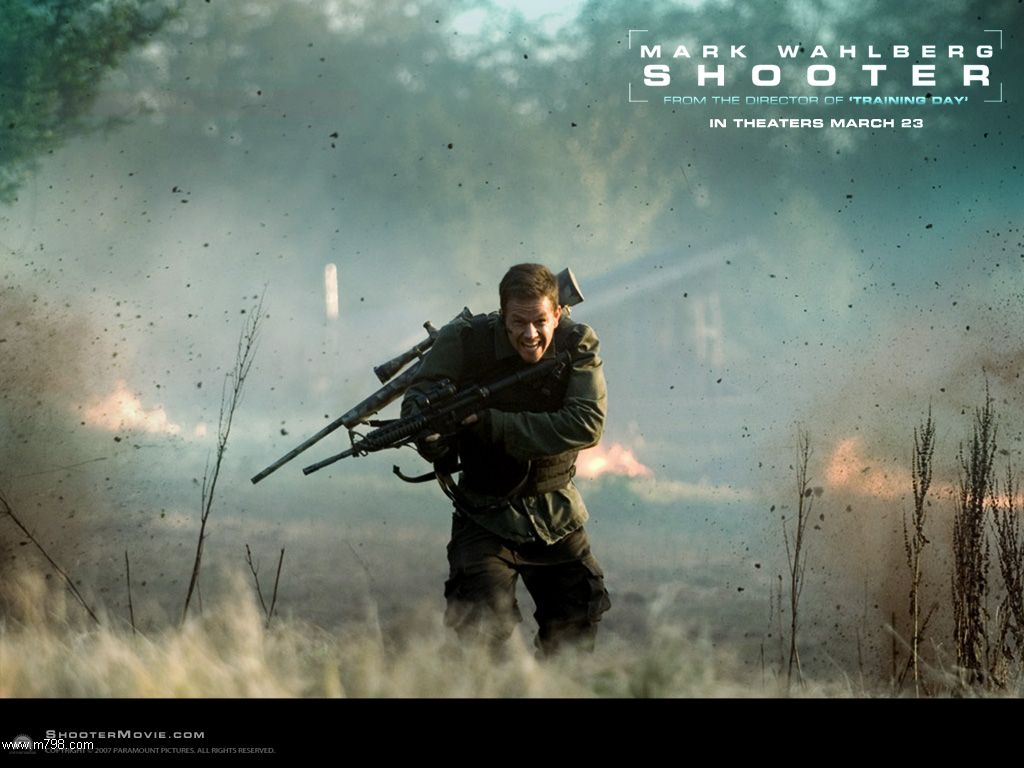 MARK WAHLBERG
SHOOTER
FROM THE DIRECTOR OF 'TRAINING DAY'
IN THEATERS MARCH 23
SHOOTERMOVIE.COM
www.m798.com
COPYRIGHT © 2007 PARAMOUNT PICTURES. ALL RIGHTS RESERVED.